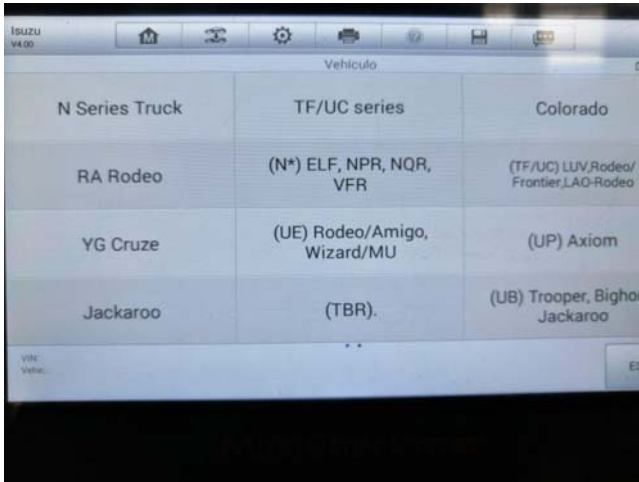 Isuzu
V4.00
Vehiculo
N Series Truck
TF/UC series
Colorado
RA Rodeo
(N*) ELF, NPR, NQR,
VFR
(TF/UC) LUV,Rodeo/
Frontier,LAO-Rodeo
YG Cruze
(UE) Rodeo/Amigo,
Wizard/MU
(UP) Axiom
Jackaroo
(TBR).
(UB) Trooper, Bighor
Jackaroo
VIN:
Vehic...